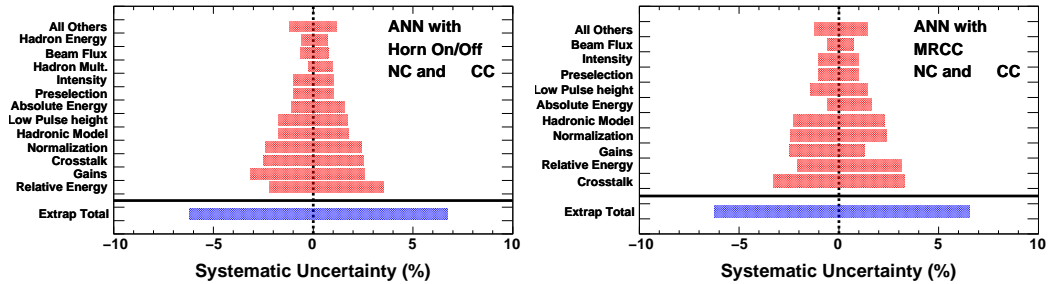 All Others
Hadron Energy
Beam Flux
Hadron Mult.
Intensity
Preselection
Absolute Energy
Low Pulse height
Hadronic Model
Normalization
Crosstalk
Gains
Relative Energy
Extrap Total
ANN with
Horn On/Off
NC and CC
−10 −5 0 5 10
Systematic Uncertainty (%)
All Others
Beam Flux
Intensity
Preselection
Low Pulse height
Absolute Energy
Hadronic Model
Normalization
Gains
Relative Energy
Crosstalk
Extrap Total
ANN with
MRCC
NC and CC
−10 −5 0 5 10
Systematic Uncertainty (%)